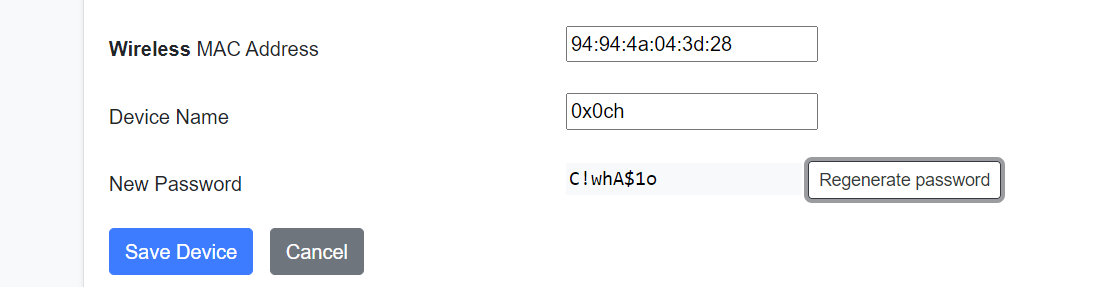 Wireless MAC Address 94:94:4a:04:3d:28
Device Name 0x0ch
New Password C!whA$1o Regenerate password
Save Device Cancel